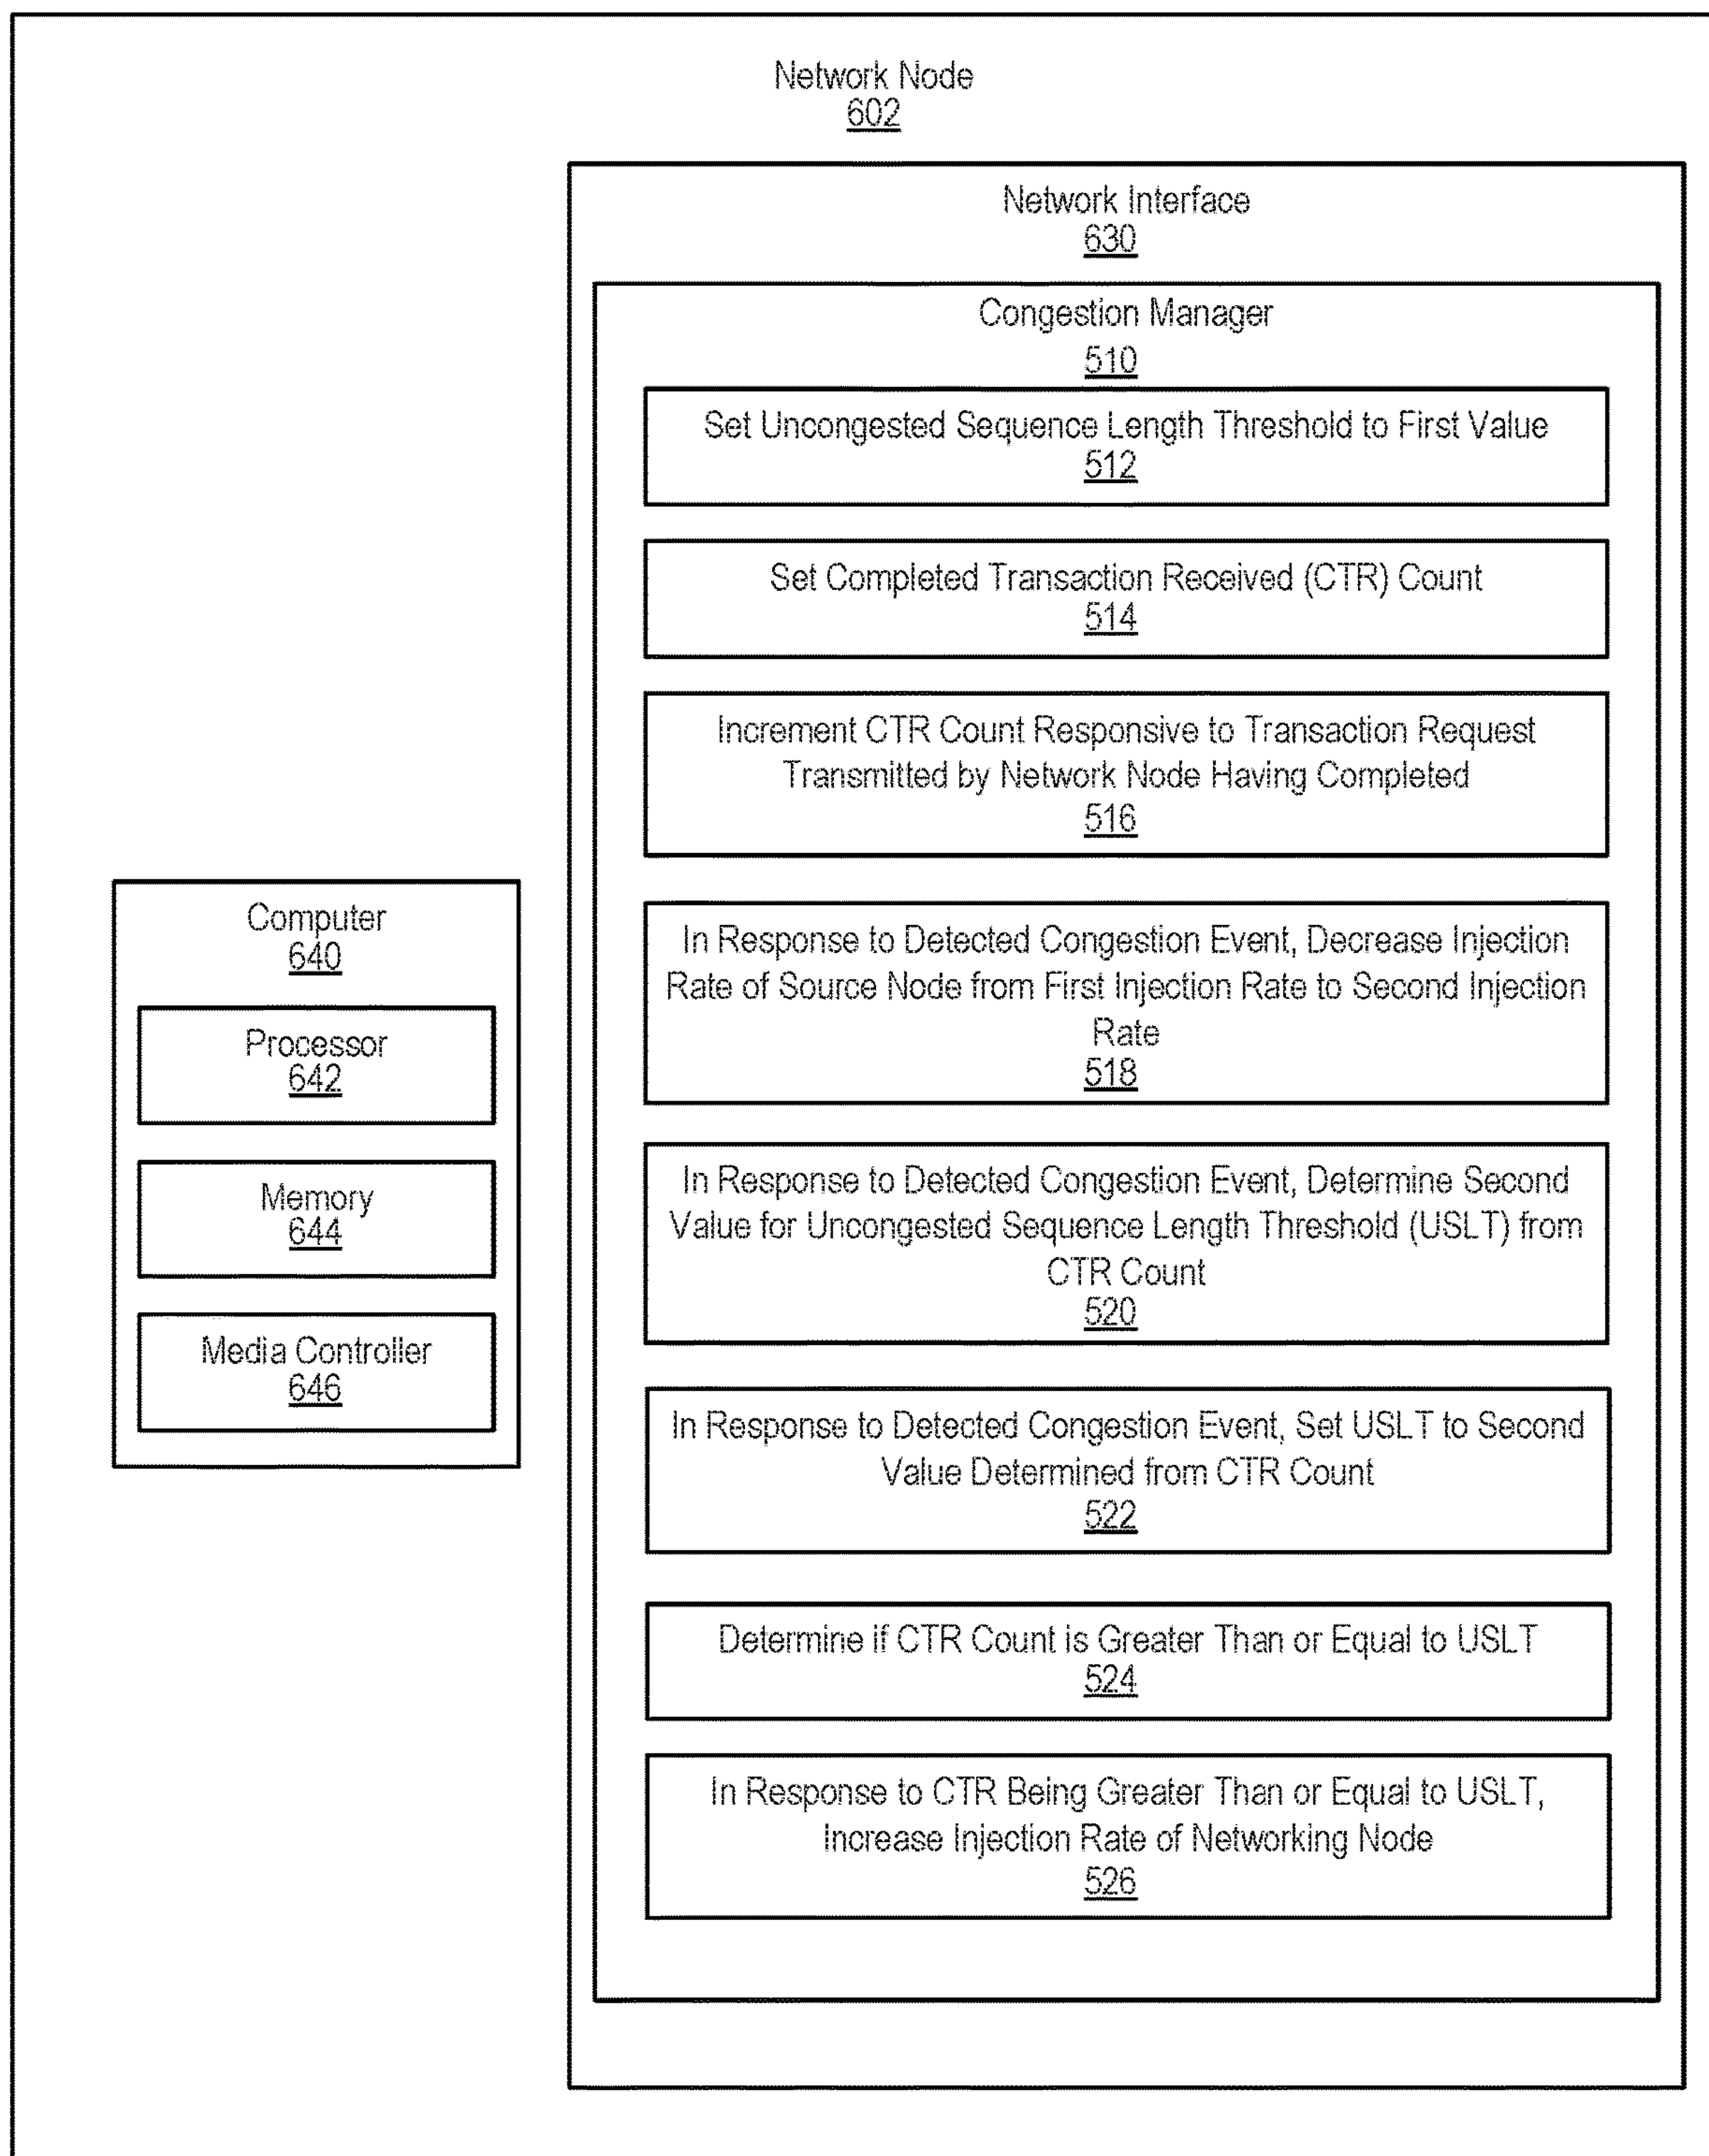 Network Node
602
Network Interface
630
Congestion Manager
510
Set Uncongested Sequence Length Threshold to First Value
512
Set Completed Transaction Received (CTR) Count
514
Increment CTR Count Responsive to Transaction Request
Transmitted by Network Node Having Completed
516
In Response to Detected Congestion Event, Decrease Injection
Rate of Source Node from First Injection Rate to Second Injection
Rate
518
In Response to Detected Congestion Event, Determine Second
Value for Uncongested Sequence Length Threshold (USLT) from
CTR Count
520
In Response to Detected Congestion Event, Set USLT to Second
Value Determined from CTR Count
522
Determine if CTR Count is Greater Than or Equal to USLT
524
In Response to CTR Being Greater Than or Equal to USLT,
Increase Injection Rate of Networking Node
526
Computer
640
Processor
642
Memory
644
Media Controller
646